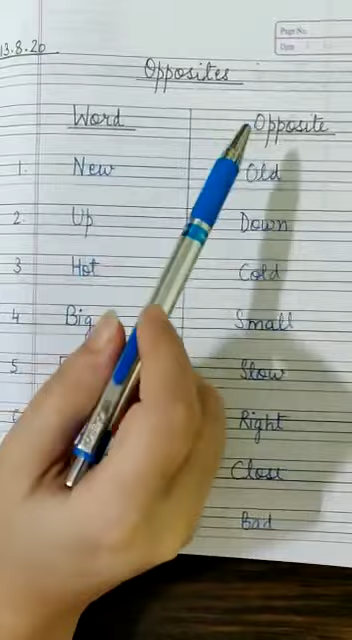 Page No.
Date
13.8.20
Opposites
Word Opposite
1. New Old
2. Up Down
3 Hot Cold
4 Big Small
5 Slow
Right
Close
Bad